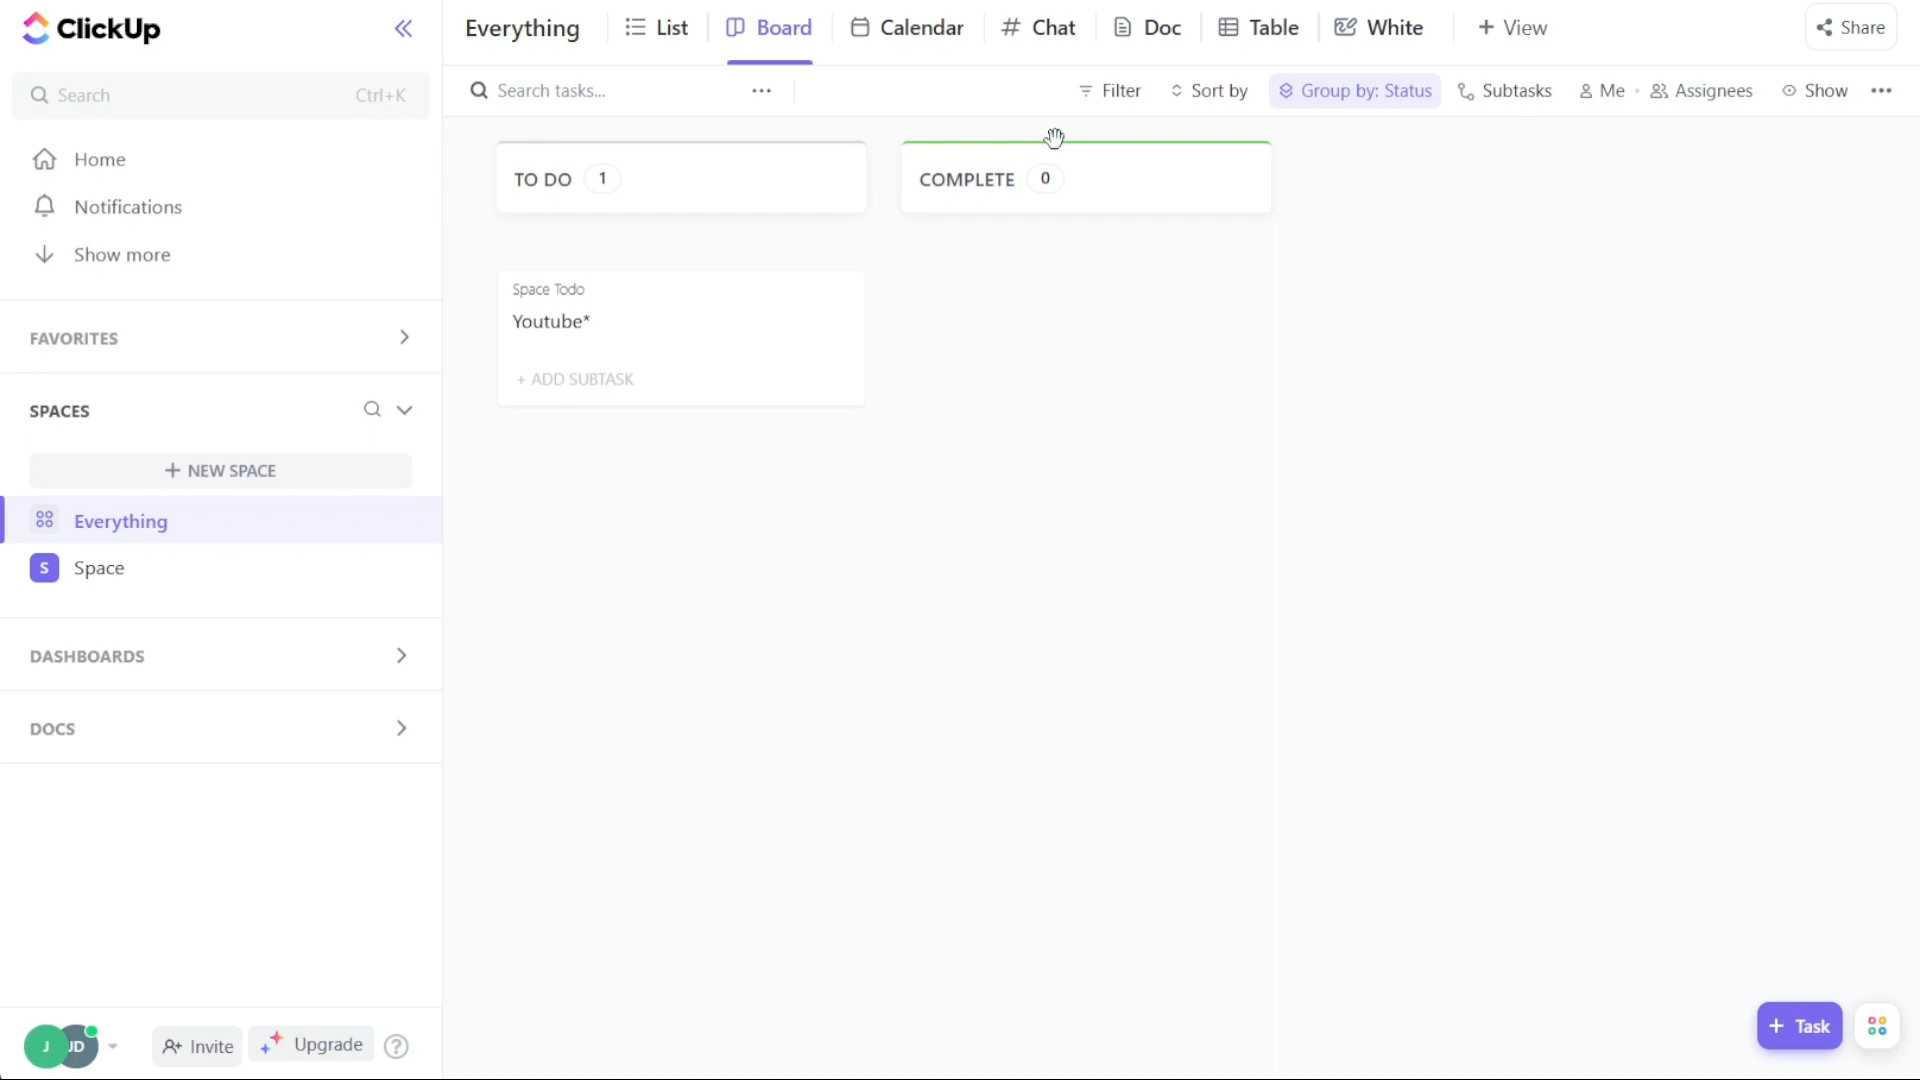 ClickUp
Search Ctrl+K
Home
Notifications
Show more
FAVORITES
SPACES
+ NEW SPACE
Everything
S Space
DASHBOARDS
DOCS
J JD Invite Upgrade ?
Everything List Board Calendar # Chat Doc Table White + View Share
Search tasks... ... Filter Sort by Group by: Status Subtasks Me Assignees Show ...
TO DO 1
COMPLETE 0
Space Todo
Youtube*
+ ADD SUBTASK
+ Task